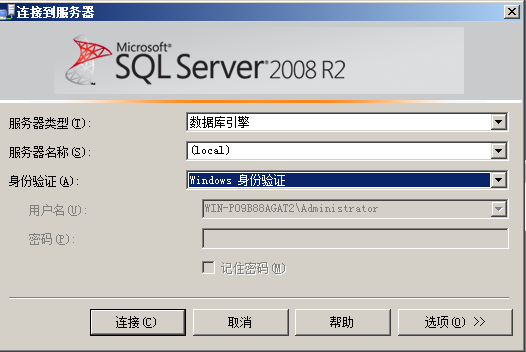 连接到服务器
Microsoft®
SQL Server® 2008 R2
服务器类型(T): 数据库引擎
服务器名称(S): (local)
身份验证(A): Windows 身份验证
用户名(U): WIN-PO9B88AGAT2\Administrator
密码(P):
记住密码(M)
连接(C) 取消 帮助 选项(O) >>